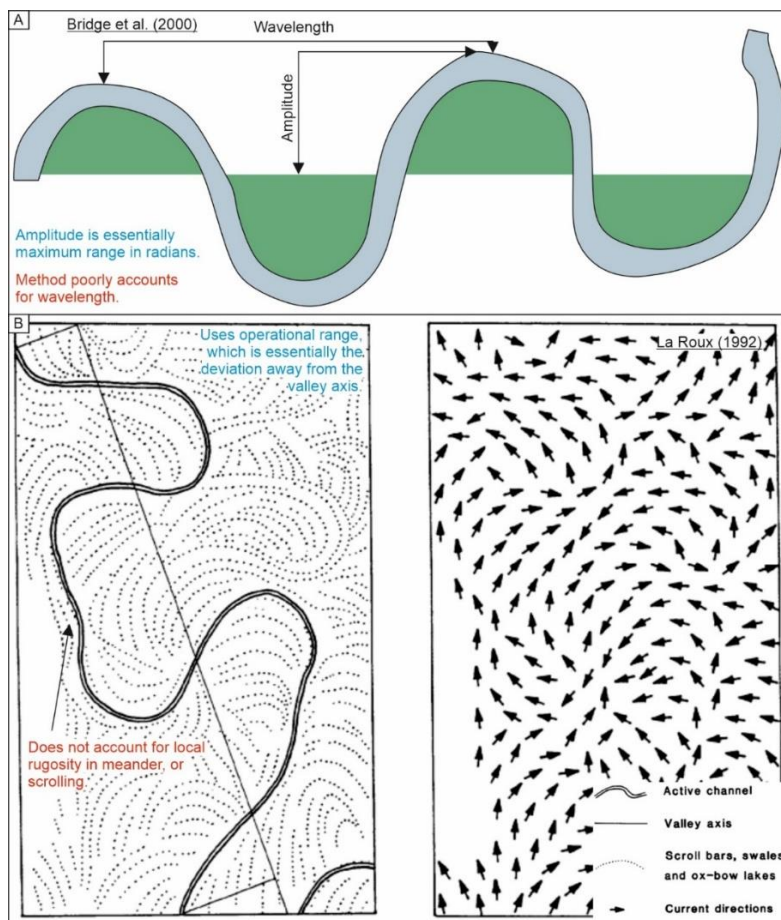 A
Bridge et al. (2000)
Wavelength
Amplitude
Amplitude is essentially
maximum range in radians.
Method poorly accounts
for wavelength.
B
Uses operational range,
which is essentially the
deviation away from the
valley axis.
La Roux (1992)
Does not account for local
rugosity in meander, or
scrolling.
Active channel
Valley axis
Scroll bars, swales
and ox-bow lakes
Current directions